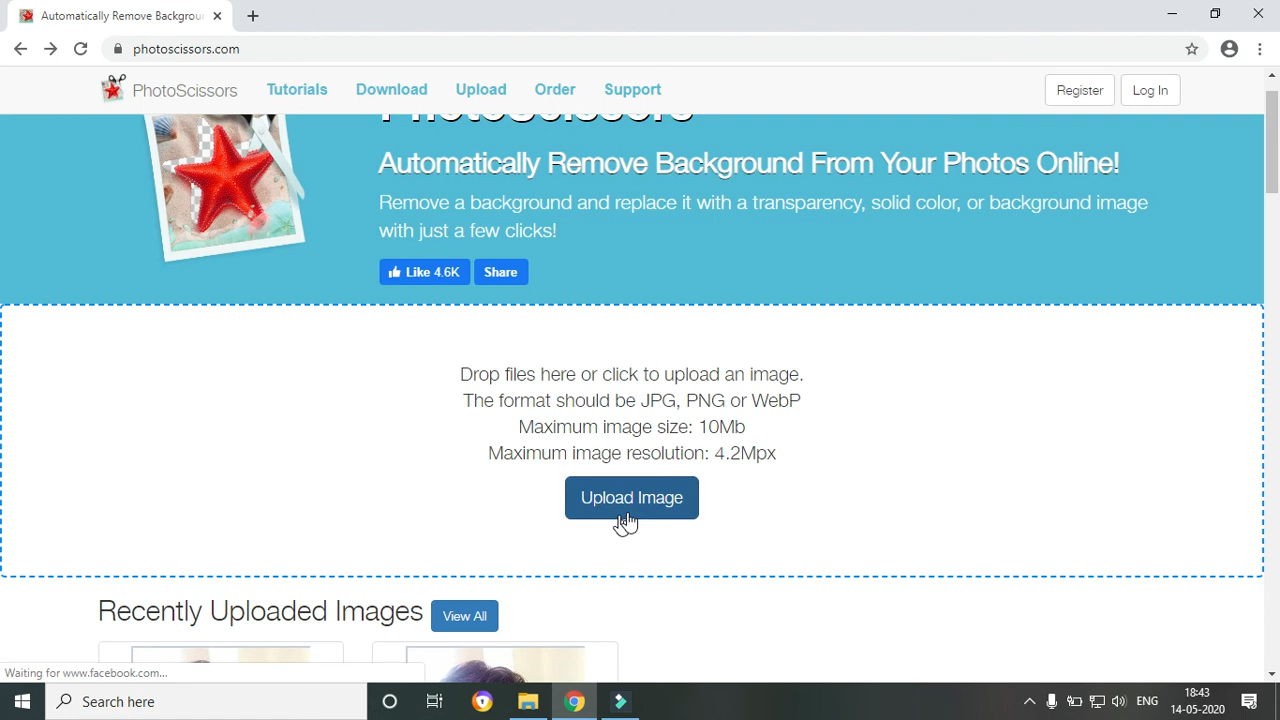 Automatically Remove Backgrou
photoscissors.com
PhotoScissors
Tutorials
Download
Upload
Order
Support
Register
Log In
PhotoScissors
Automatically Remove Background From Your Photos Online!
Remove a background and replace it with a transparency, solid color, or background image
with just a few clicks!
Like 4.6K
Share
Drop files here or click to upload an image.
The format should be JPG, PNG or WebP
Maximum image size: 10Mb
Maximum image resolution: 4.2Mpx
Upload Image
Recently Uploaded Images
View All
Waiting for www.facebook.com...
Search here
ENG
18:43
14-05-2020